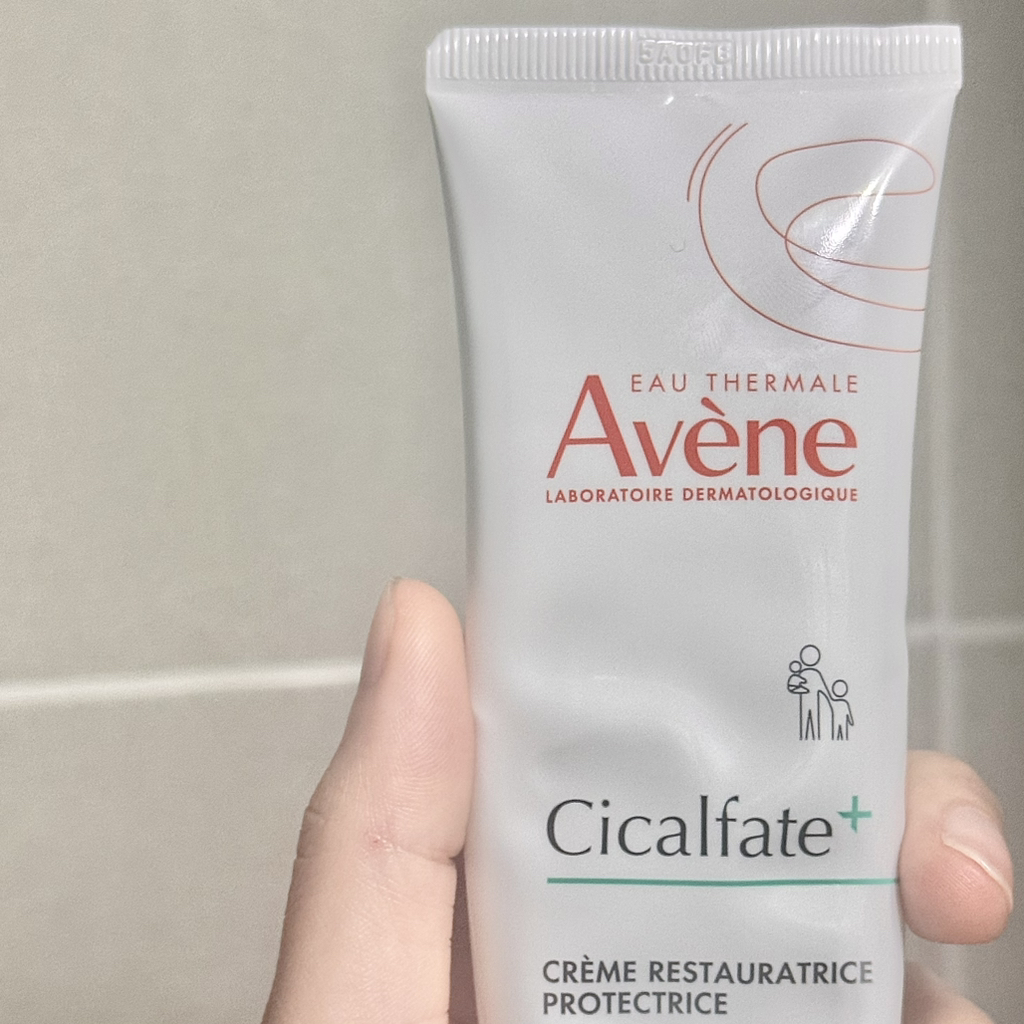 EAU THERMALE
Avène
LABORATOIRE DERMATOLOGIQUE
Cicalfate+
CRÈME RESTAURATRICE
PROTECTRICE